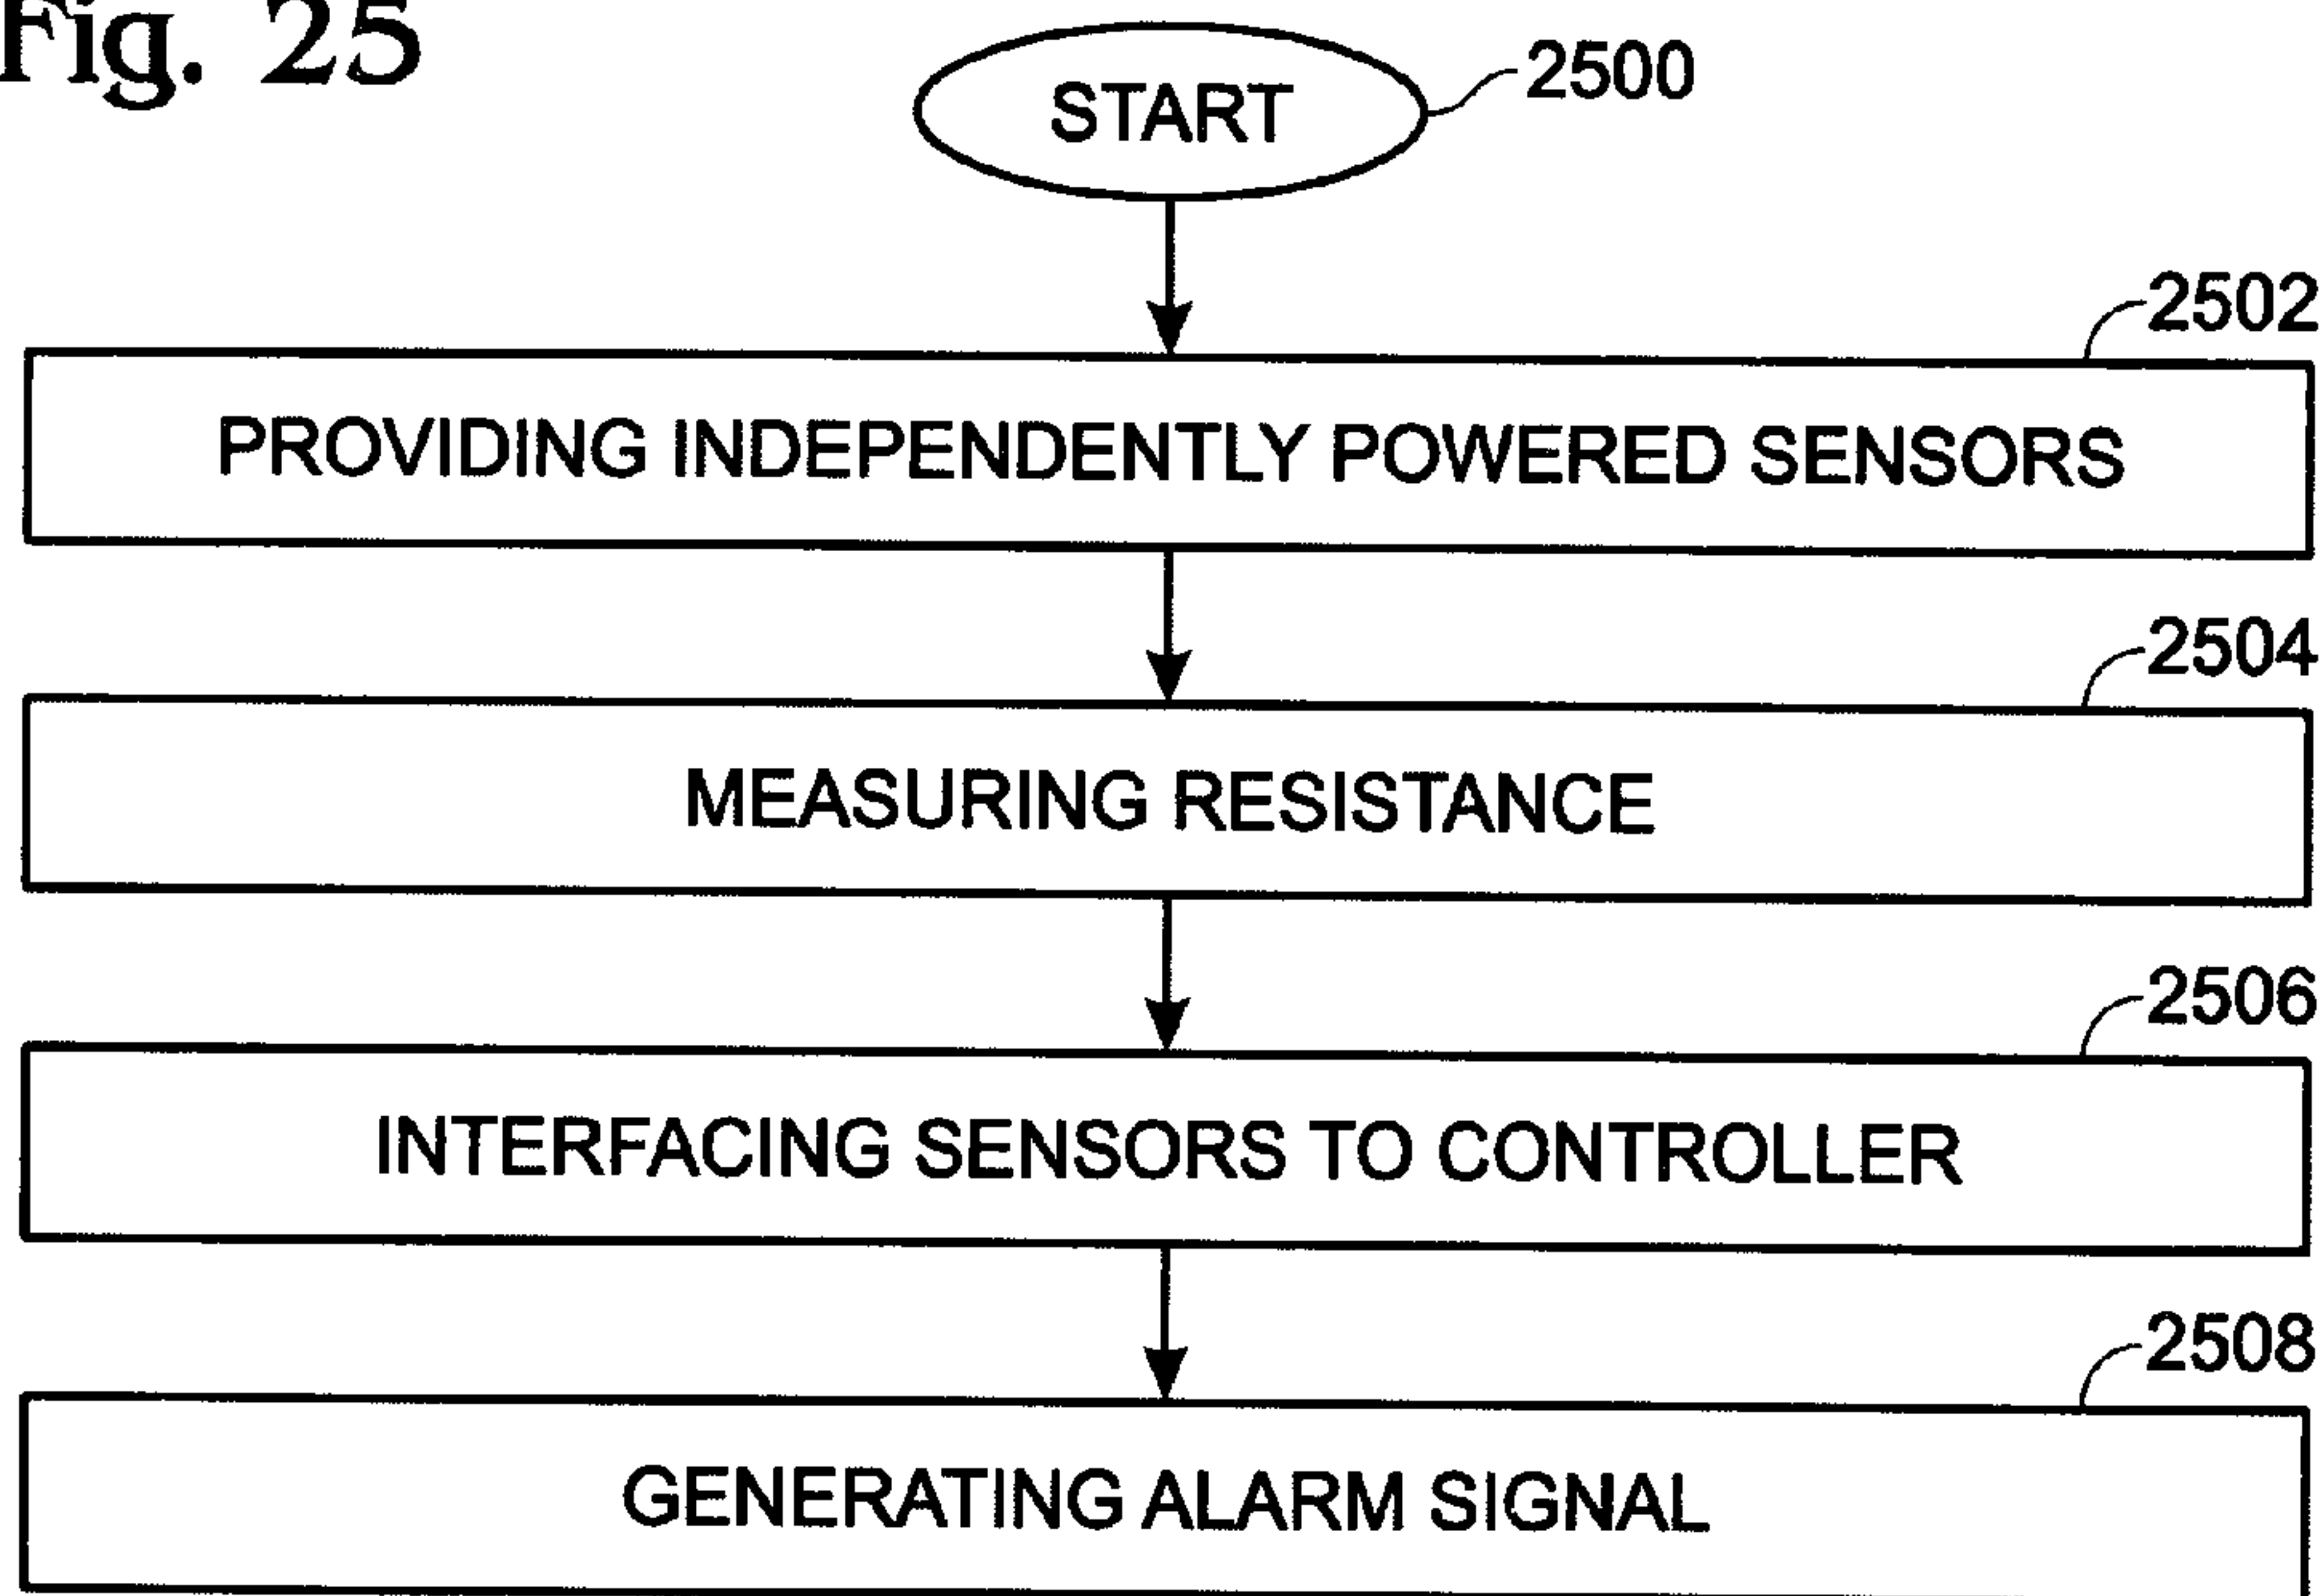 Fig. 25
START
2500
2502
PROVIDING INDEPENDENTLY POWERED SENSORS
2504
MEASURING RESISTANCE
2506
INTERFACING SENSORS TO CONTROLLER
2508
GENERATING ALARM SIGNAL